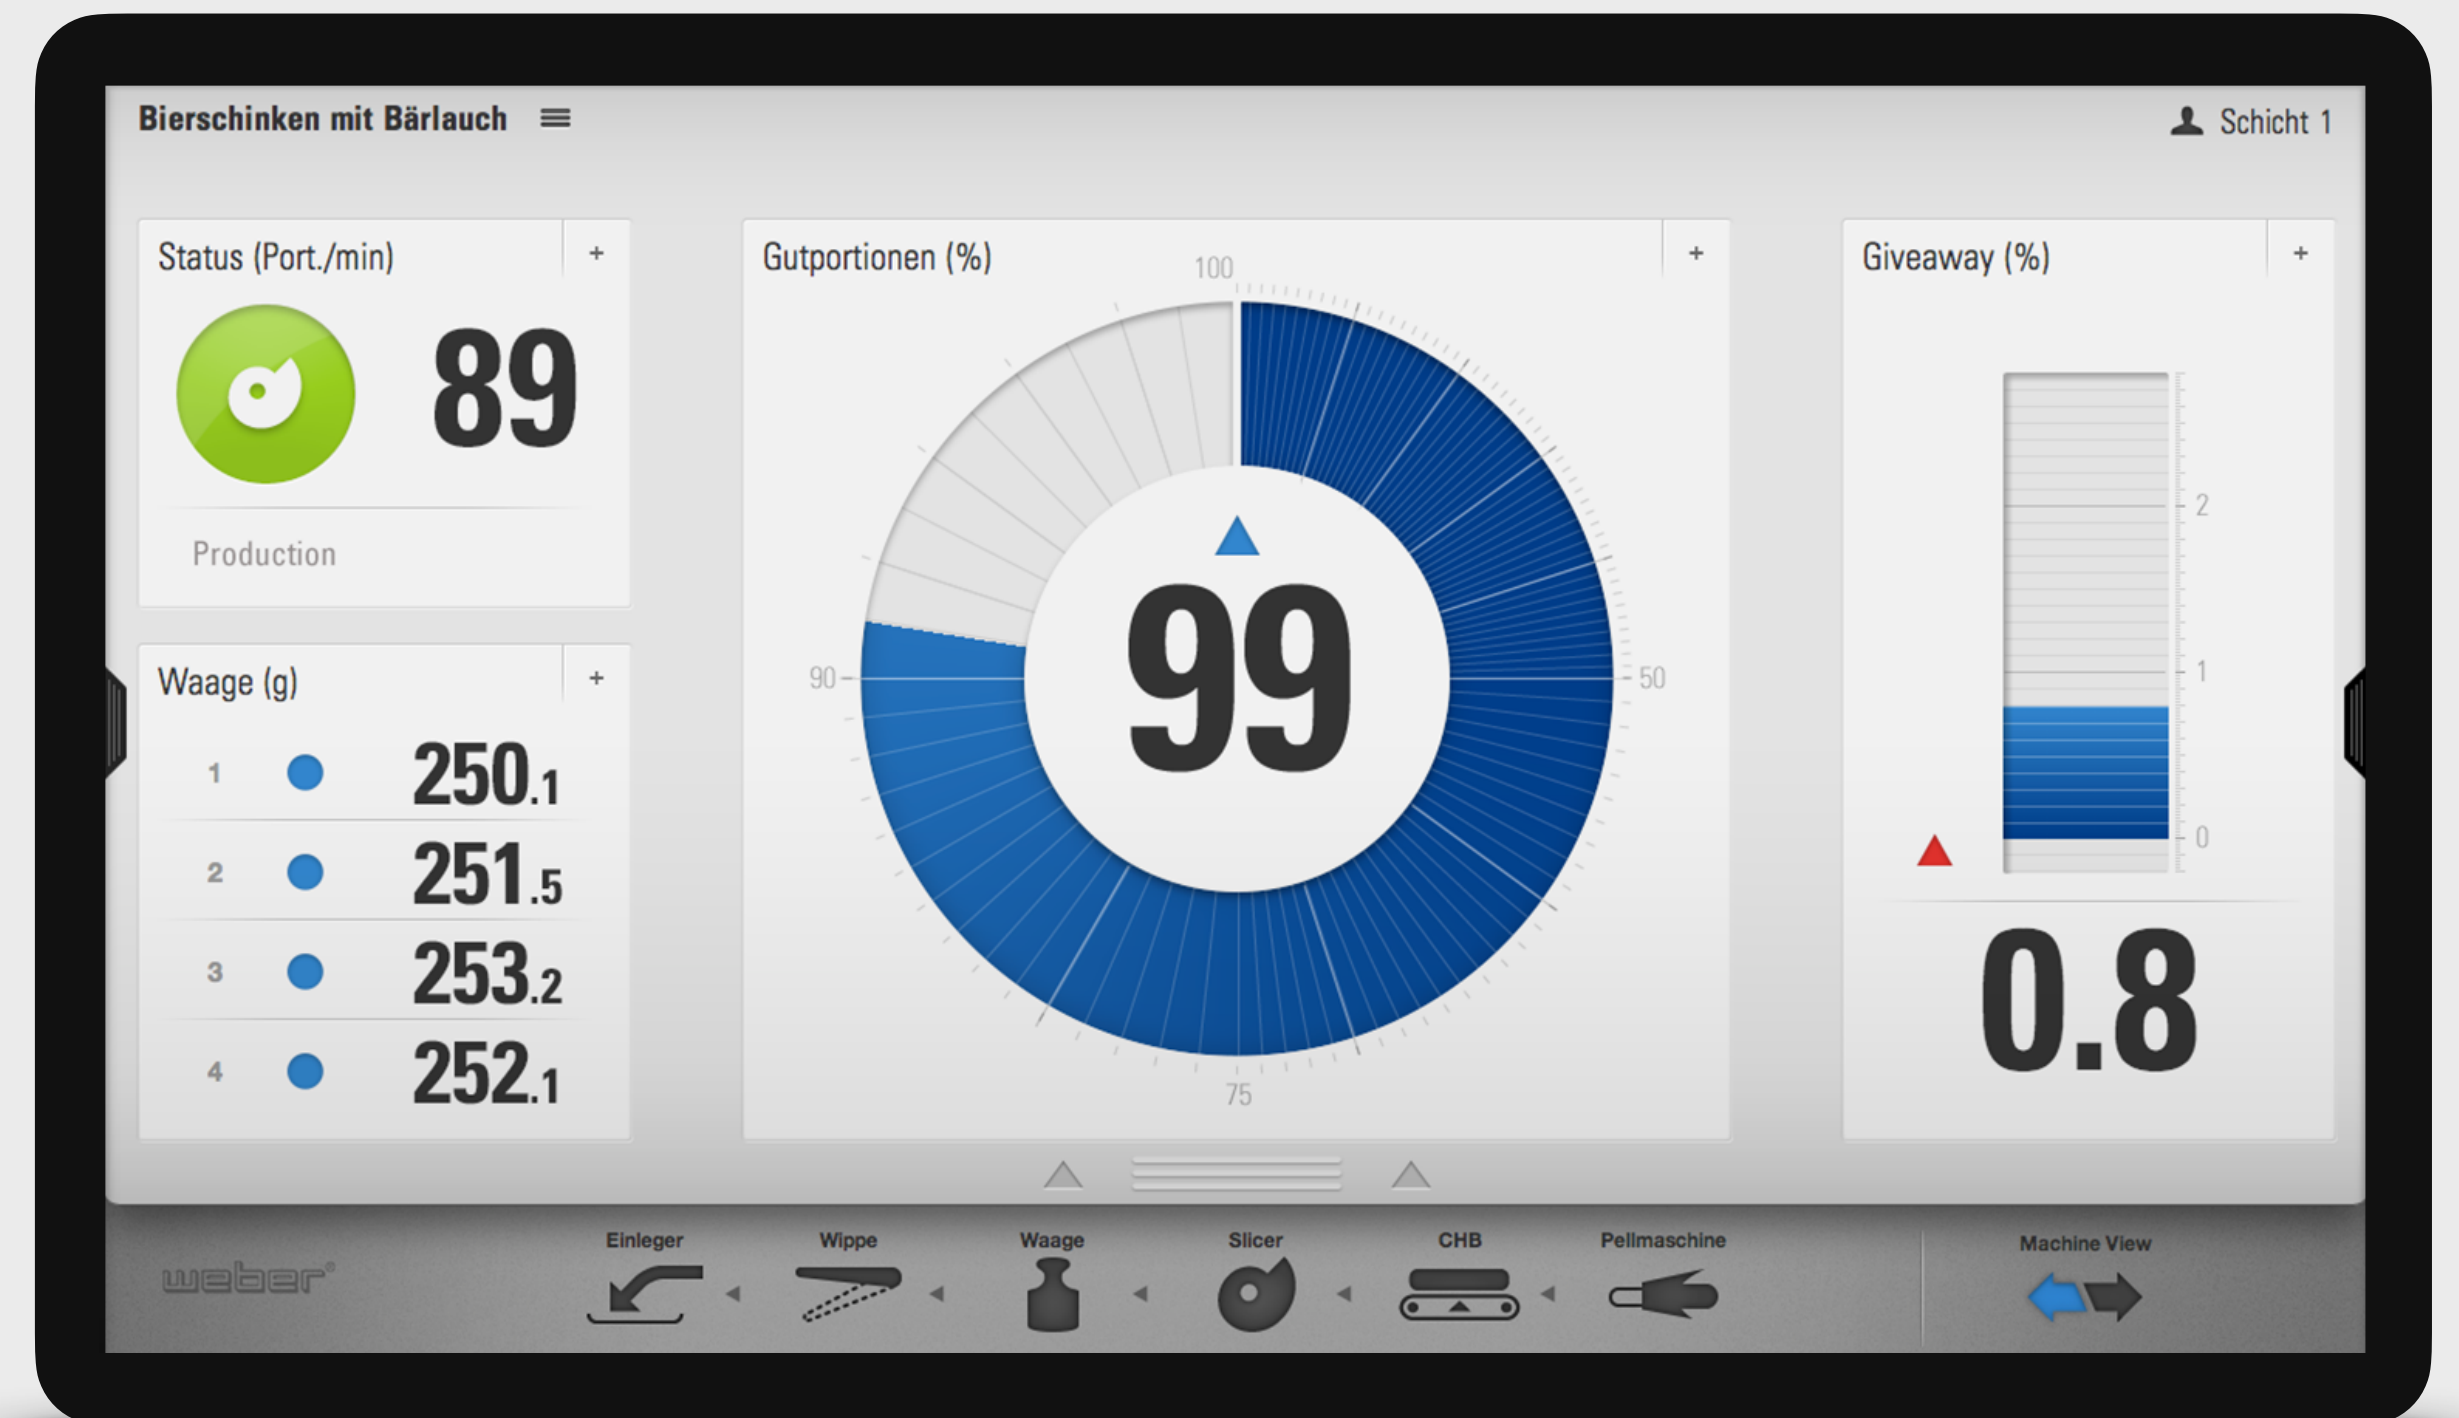 Bierschinken mit Bärlauch
Schicht 1
Status (Port./min)
+
89
Production
Waage (g)
+
1 250.1
2 251.5
3 253.2
4 252.1
Gutportionen (%)
+
100
90
50
75
99
Giveaway (%)
+
2
1
0
0.8
weber®
Einleger
Wippe
Waage
Slicer
CHB
Pellmaschine
Machine View